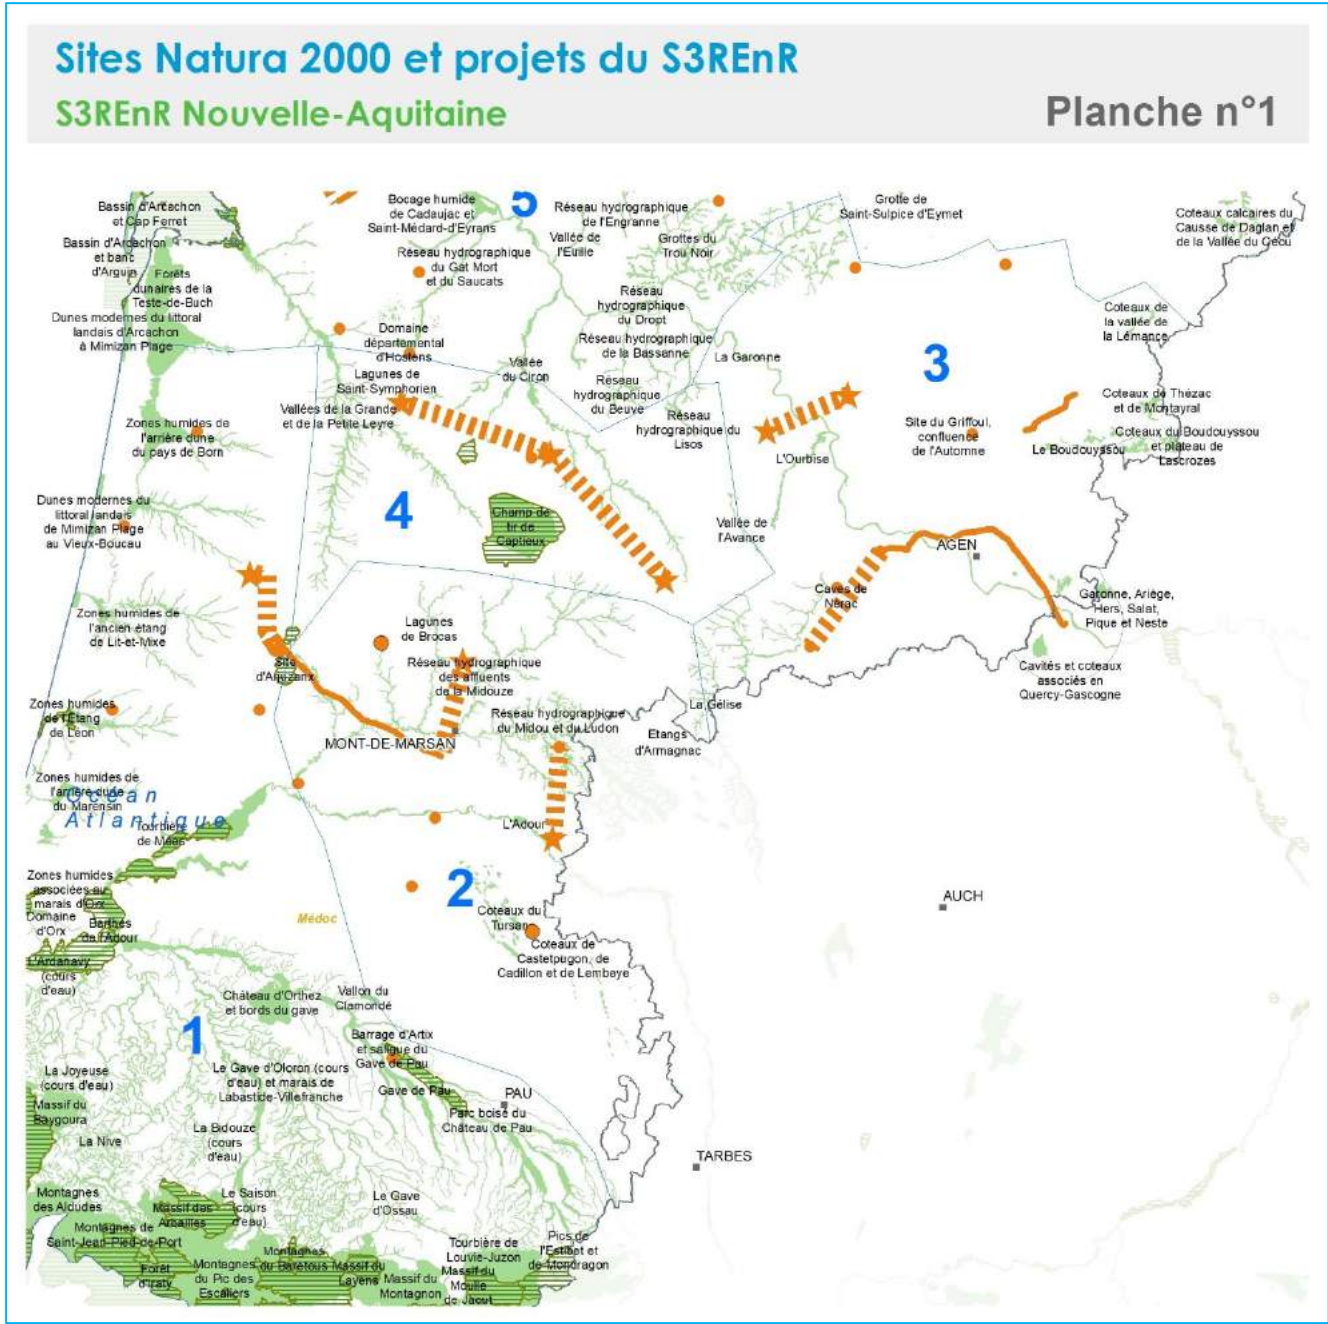 Sites Natura 2000 et projets du S3REnR
S3REnR Nouvelle-Aquitaine
Planche n°1
Bassin d'Arcachon
et Cap Ferret
Bassin d'Arcachon
et banc
d'Arguin
Forêts
dunaires de la
Teste-de-Buch
Dunes modernes du littoral
landais d'Arcachon
à Mimizan Plage
Bocage humide
de Cadaujac et
Saint-Médard-d'Eyrans
Réseau hydrographique
du Gât Mort
et du Saucats
5
Réseau hydrographique
de l'Engranne
Vallée de
l'Euille
Grottes du
Trou Noir
Grotte de
Saint-Sulpice d'Eymet
Coteaux calcaires du
Causse de Daglan et
de la Vallée du Céou
Réseau
hydrographique
du Dropt
Réseau hydrographique
de la Bassanne
Réseau
hydrographique
du Beuve
Réseau
hydrographique du
Lisos
La Garonne
Coteaux de
la vallée de
la Lémance
3
Domaine
départemental
d'Hostens
Lagunes de
Saint-Symphorien
Vallée
du Ciron
Vallées de la Grande
et de la Petite Leyre
Zones humides de
l'arrière dune
du pays de Born
Coteaux de Thézac
et de Montayral
Site du Griffoul,
confluence
de l'Automne
Le Boudouyssou
Coteaux du Boudouyssou
et plateau de
Lascrozes
L'Ourbise
Dunes modernes du
littoral landais
de Mimizan Plage
au Vieux-Boucau
4
Champ de
tir de
Captieux
Vallée de
l'Avance
AGEN
Caves de
Nérac
Garonne, Ariège,
Hers, Salat,
Pique et Neste
Cavités et coteaux
associés en
Quercy-Gascogne
Zones humides de
l'ancien étang
de Lit-et-Mixe
Lagunes
de Brocas
Site
d'Arjuzanx
Réseau hydrographique
des affluents
de la Midouze
Zones humides
de l'Etang
de Léon
Réseau hydrographique
du Midou et du Ludon
La Gélise
Etangs
d'Armagnac
MONT-DE-MARSAN
Zones humides de
l'arrière dune
du Marensin
Océan
Atlantique
Tourbière
de Mées
L'Adour
Zones humides
associées au
marais d'Orx
Domaine
d'Orx
Barthes
de l'Adour
2
AUCH
Médoc
Coteaux du
Tursan
Coteaux de
Castetpugon, de
Cadillon et de Lembeye
L'Ardanavy
(cours
d'eau)
Château d'Orthez
et bords du gave
Vallon du
Clamondé
1
Barrage d'Artix
et saligue du
Gave de Pau
La Joyeuse
(cours d'eau)
Le Gave d'Oloron (cours
d'eau) et marais de
Labastide-Villefranche
Gave de Pau
PAU
Massif du
Baygoura
Parc boisé du
Château de Pau
La Nive
La Bidouze
(cours
d'eau)
TARBES
Montagnes
des Aldudes
Massif des
Arbailles
Le Saison
(cours
d'eau)
Le Gave
d'Ossau
Montagnes de
Saint-Jean-Pied-de-Port
Forêt
d'Iraty
Montagnes
du Pic des
Escaliers
Montagnes
du Barétous
Massif du
Layens
Massif du
Montagnon
Tourbière de
Louvie-Juzon
Massif du
Moulle
de Jaout
Pics de
l'Estibet et
de Mondragon